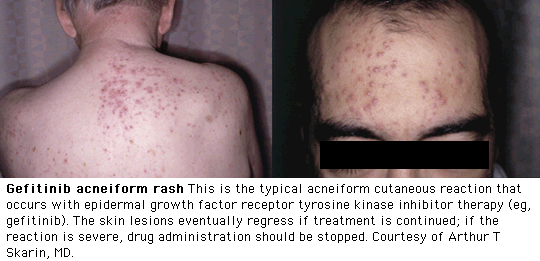 Gefitinib acneiform rash This is the typical acneiform cutaneous reaction that
occurs with epidermal growth factor receptor tyrosine kinase inhibitor therapy (eg,
gefitinib). The skin lesions eventually regress if treatment is continued; if the
reaction is severe, drug administration should be stopped. Courtesy of Arthur T
Skarin, MD.